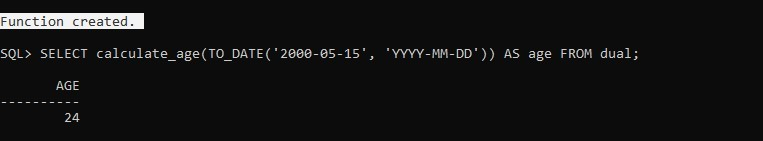 Function created.
SQL> SELECT calculate_age(TO_DATE('2000-05-15', 'YYYY-MM-DD')) AS age FROM dual;
AGE
----------
24